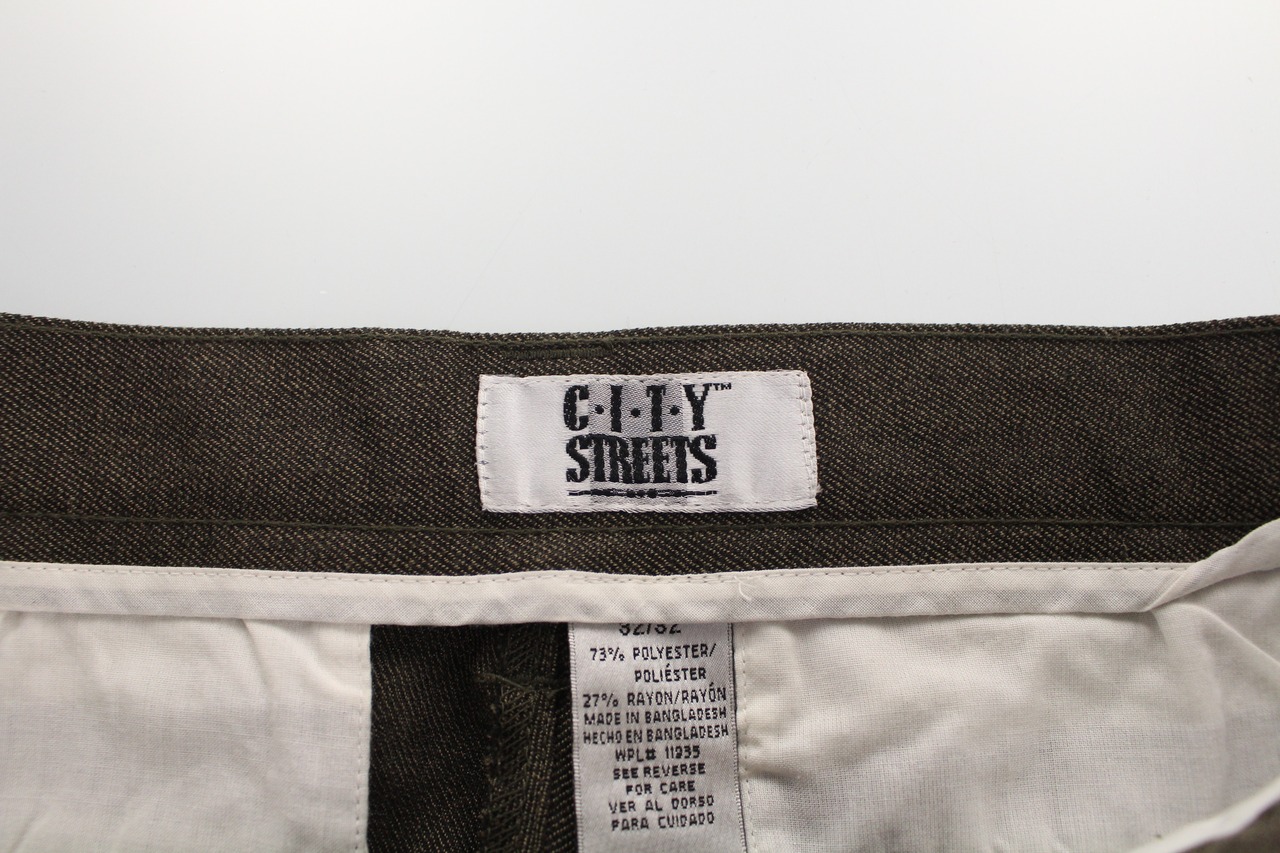 C·I·T·Y™
STREETS
32/32
73% POLYESTER/
POLIÉSTER
27% RAYON/RAYÓN
MADE IN BANGLADESH
HECHO EN BANGLADESH
WPL# 11935
SEE REVERSE
FOR CARE
VER AL DORSO
PARA CUIDADO